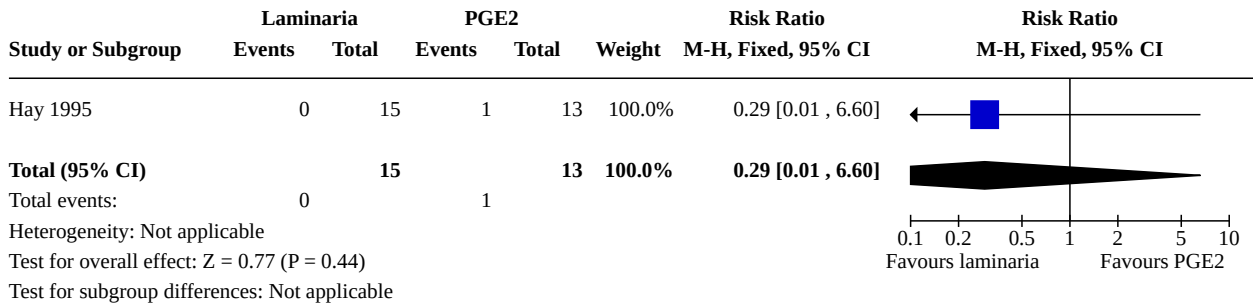 Laminaria PGE2 Risk Ratio Risk Ratio
Study or Subgroup Events Total Events Total Weight M-H, Fixed, 95% CI M-H, Fixed, 95% CI
Hay 1995 0 15 1 13 100.0% 0.29 [0.01 , 6.60]
Total (95% CI) 15 13 100.0% 0.29 [0.01 , 6.60]
Total events: 0 1
Heterogeneity: Not applicable
0.1 0.2 0.5 1 2 5 10
Test for overall effect: Z = 0.77 (P = 0.44)
Favours laminaria Favours PGE2
Test for subgroup differences: Not applicable